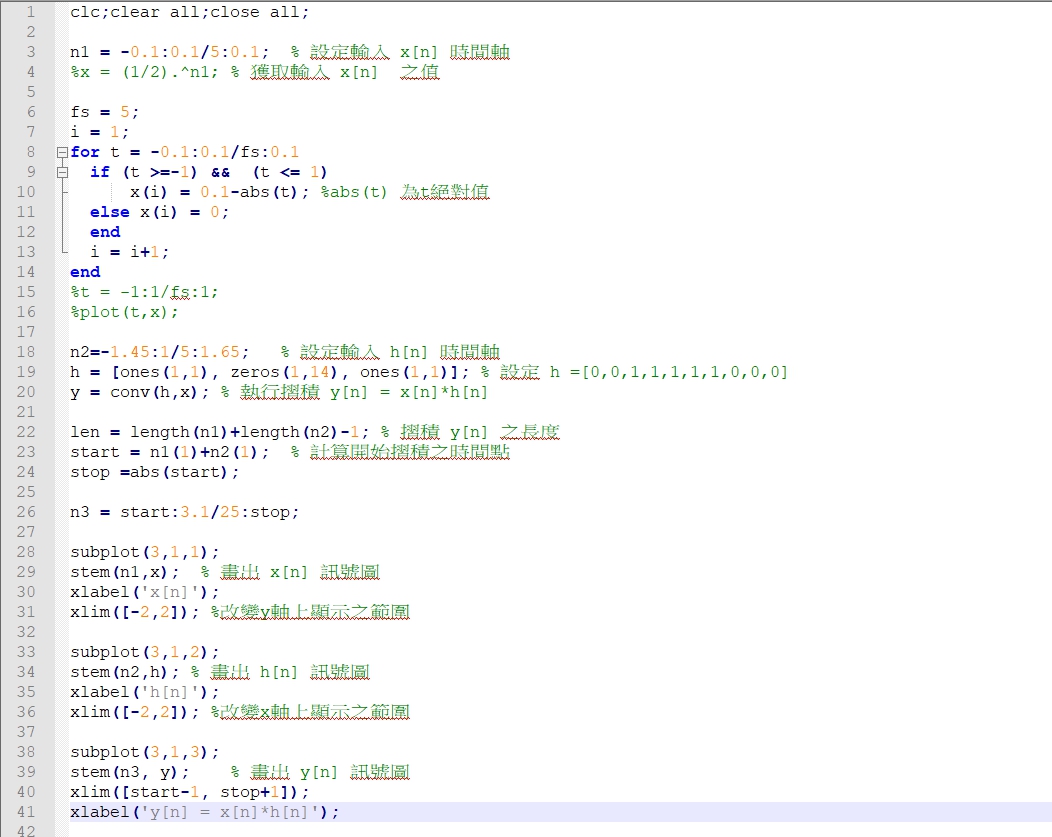 1 clc;clear all;close all;
2
3 n1 = -0.1:0.1/5:0.1;  % 設定輸入 x[n] 時間軸
4 %x = (1/2).^n1; % 獲取輸入 x[n]  之值
5
6 fs = 5;
7 i = 1;
8 for t = -0.1:0.1/fs:0.1
9   if (t >=-1) &&  (t <= 1)
10       x(i) = 0.1-abs(t); %abs(t) 為t絕對值
11   else x(i) = 0;
12   end
13   i = i+1;
14 end
15 %t = -1:1/fs:1;
16 %plot(t,x);
17
18 n2=-1.45:1/5:1.65;   % 設定輸入 h[n] 時間軸
19 h = [ones(1,1), zeros(1,14), ones(1,1)]; % 設定 h =[0,0,1,1,1,1,1,0,0,0]
20 y = conv(h,x); % 執行摺積 y[n] = x[n]*h[n]
21
22 len = length(n1)+length(n2)-1; % 摺積 y[n] 之長度
23 start = n1(1)+n2(1);  % 計算開始摺積之時間點
24 stop =abs(start);
25
26 n3 = start:3.1/25:stop;
27
28 subplot(3,1,1);
29 stem(n1,x);  % 畫出 x[n] 訊號圖
30 xlabel('x[n]');
31 xlim([-2,2]); %改變y軸上顯示之範圍
32
33 subplot(3,1,2);
34 stem(n2,h); % 畫出 h[n] 訊號圖
35 xlabel('h[n]');
36 xlim([-2,2]); %改變x軸上顯示之範圍
37
38 subplot(3,1,3);
39 stem(n3, y);    % 畫出 y[n] 訊號圖
40 xlim([start-1, stop+1]);
41 xlabel('y[n] = x[n]*h[n]');
42